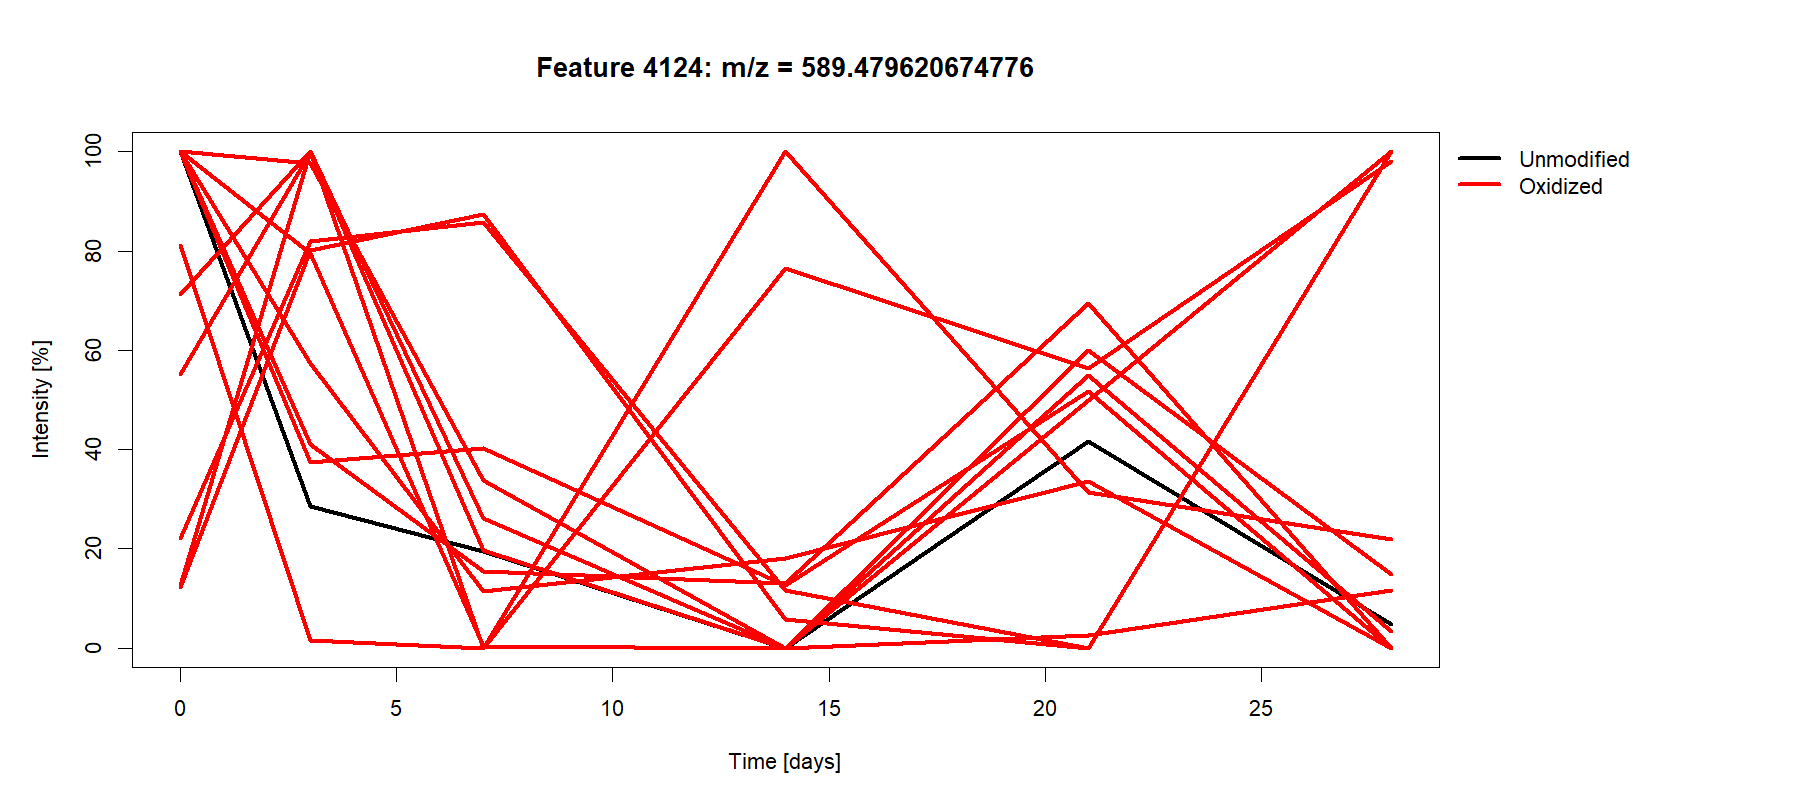 Feature 4124: m/z = 589.479620674776
Unmodified
Oxidized
Intensity [%]
100
80
60
40
20
0
0 5 10 15 20 25
Time [days]